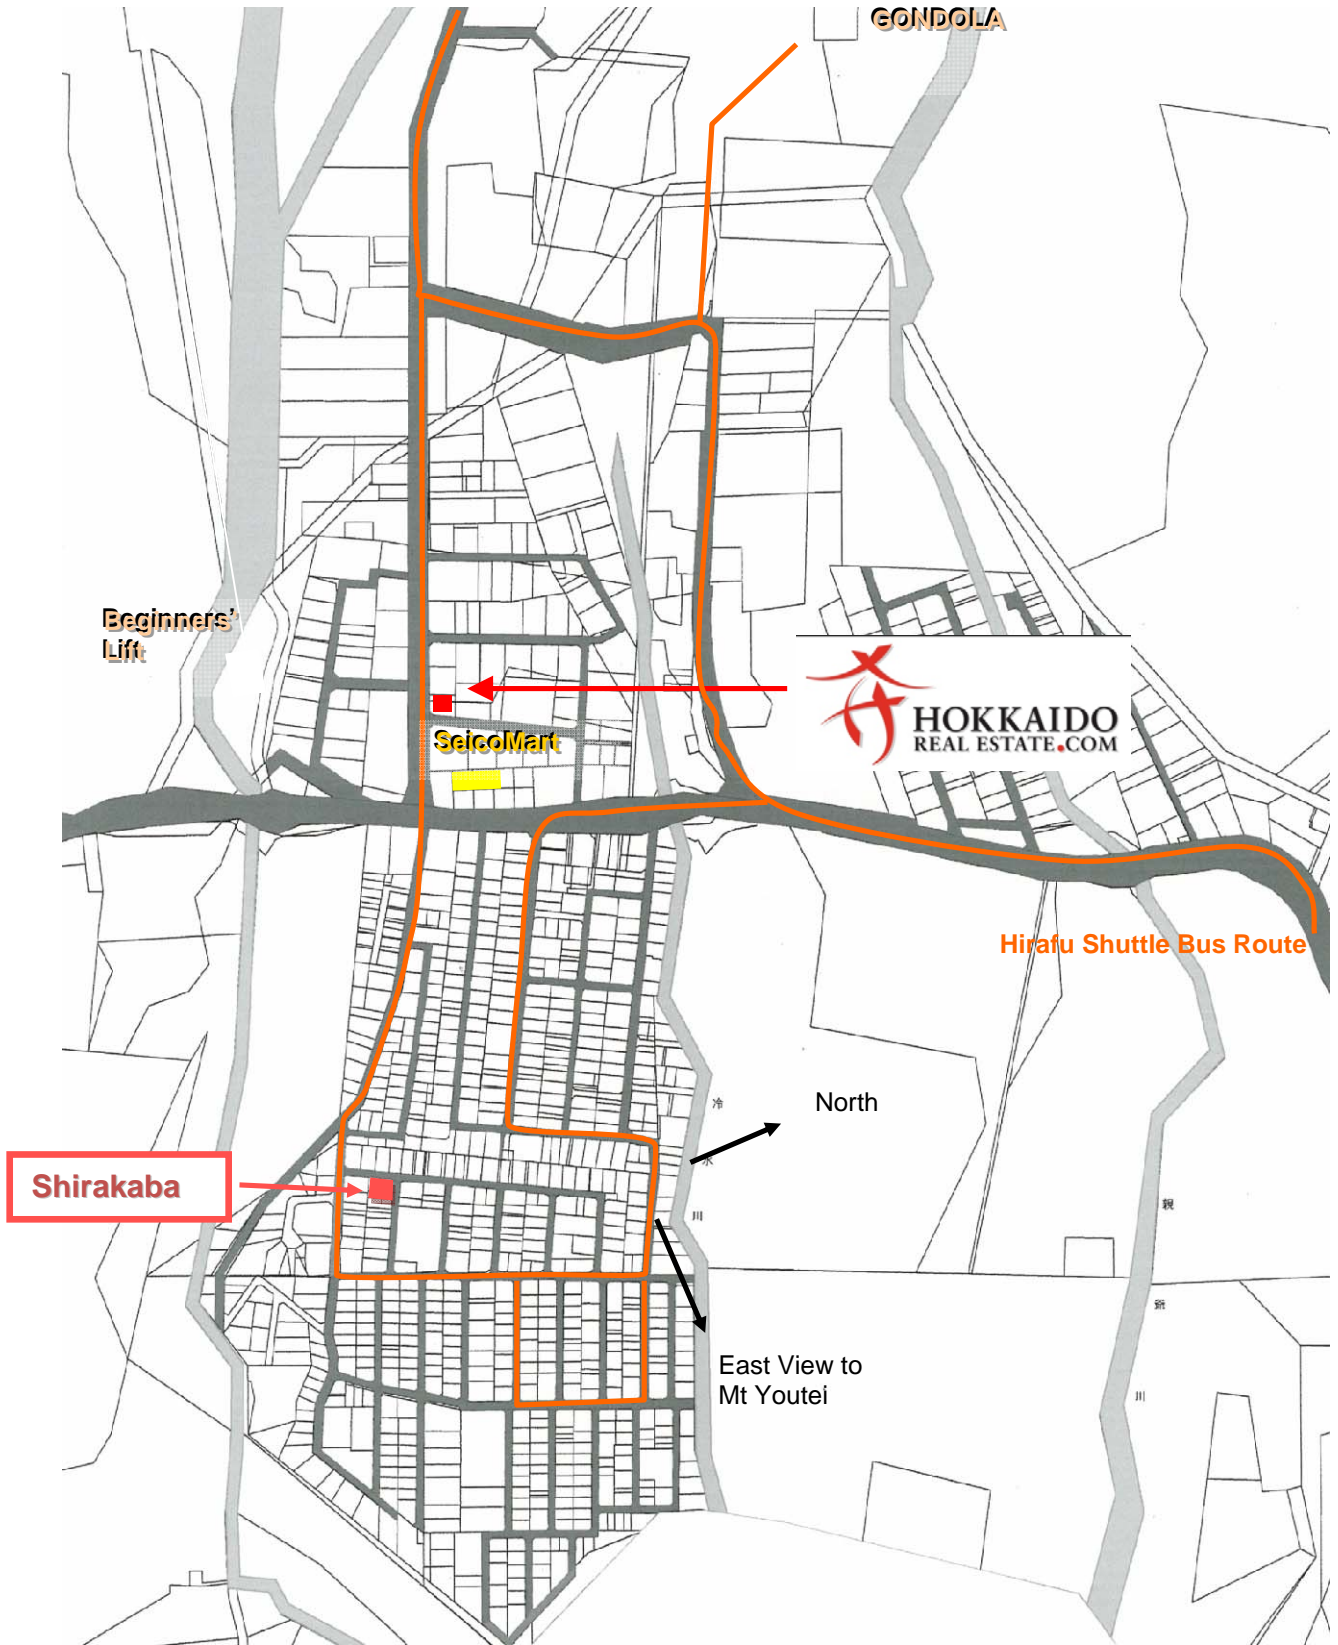 GONDOLA
Beginners'
Lift
HOKKAIDO
REAL ESTATE.COM
SeicoMart
Hirafu Shuttle Bus Route
North
冷
水
川
Shirakaba
親
爺
川
East View to
Mt Youtei